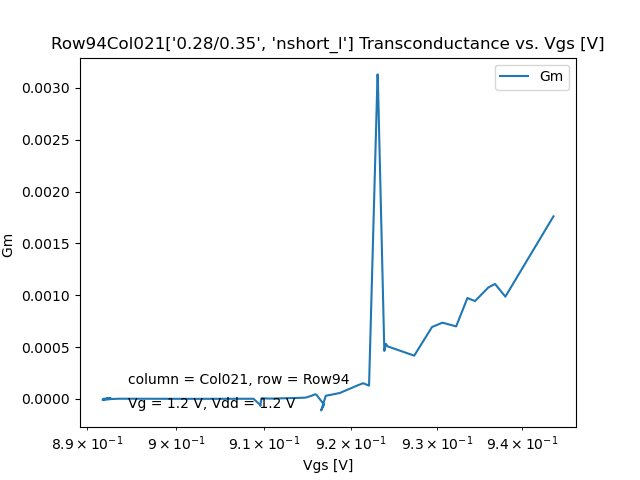 Row94Col021['0.28/0.35', 'nshort_l'] Transconductance vs. Vgs [V]
Gm
0.0030
0.0025
0.0020
0.0015
0.0010
0.0005
0.0000
Gm
column = Col021, row = Row94
Vg = 1.2 V, Vdd = 1.2 V
8.9 × 10⁻¹ 9 × 10⁻¹ 9.1 × 10⁻¹ 9.2 × 10⁻¹ 9.3 × 10⁻¹ 9.4 × 10⁻¹
Vgs [V]